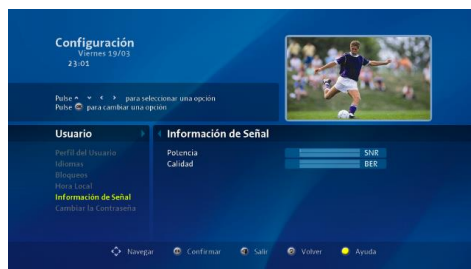 Configuración
Viernes 19/03
23:01
Pulse para seleccionar una opción
Pulse para cambiar una opción
Usuario
Información de Señal
Perfil del Usuario
Idiomas
Bloqueos
Hora Local
Información de Señal
Cambiar la Contraseña
Potencia SNR
Calidad BER
Navegar Confirmar Salir Volver Ayuda